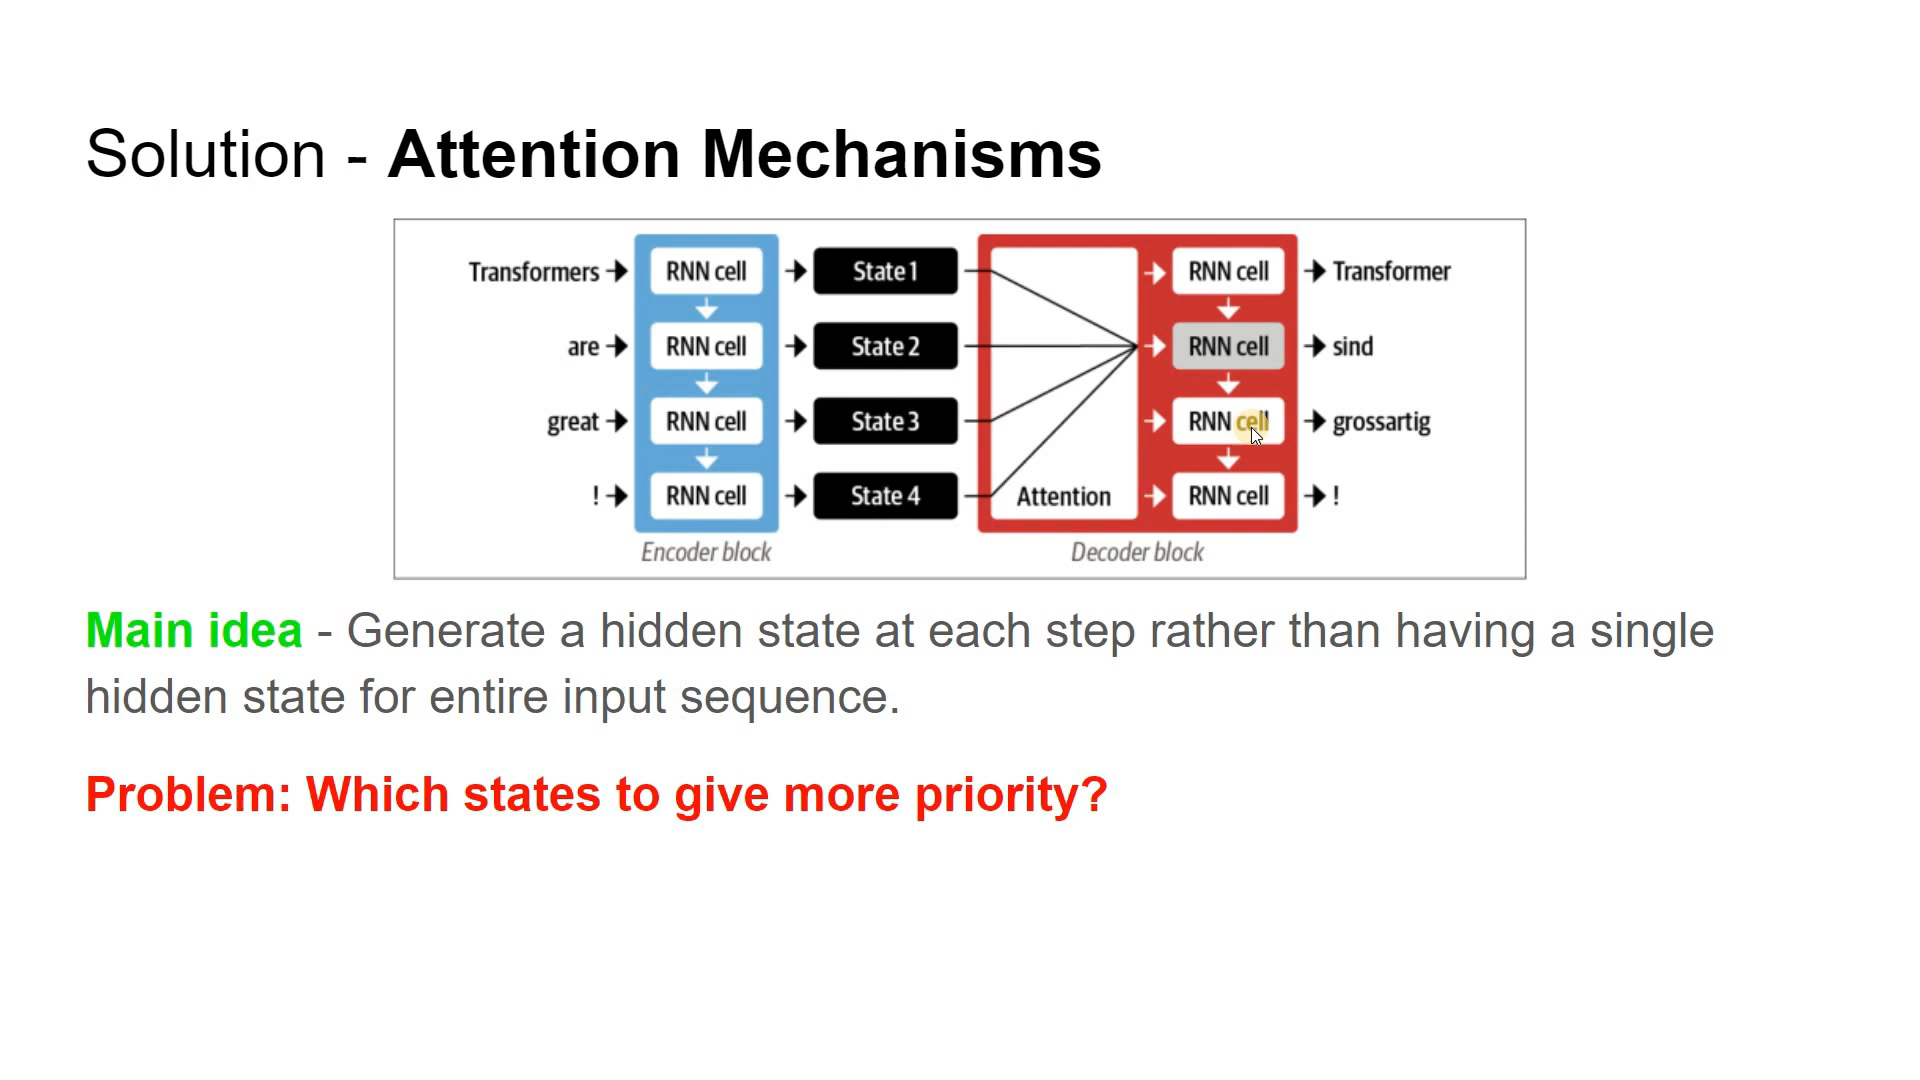 Solution - Attention Mechanisms
Transformers RNN cell State 1 RNN cell Transformer
are RNN cell State 2 RNN cell sind
great RNN cell State 3 RNN cell grossartig
! RNN cell State 4 Attention RNN cell !
Encoder block Decoder block
Main idea - Generate a hidden state at each step rather than having a single
hidden state for entire input sequence.
Problem: Which states to give more priority?